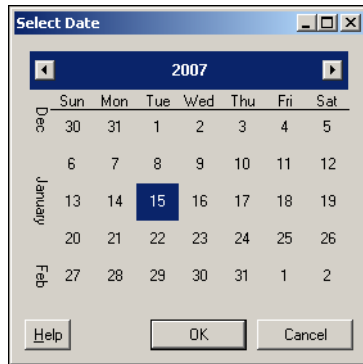 Select Date
2007
Sun Mon Tue Wed Thu Fri Sat
Dec 30 31 1 2 3 4 5
6 7 8 9 10 11 12
January 13 14 15 16 17 18 19
20 21 22 23 24 25 26
Feb 27 28 29 30 31 1 2
Help OK Cancel